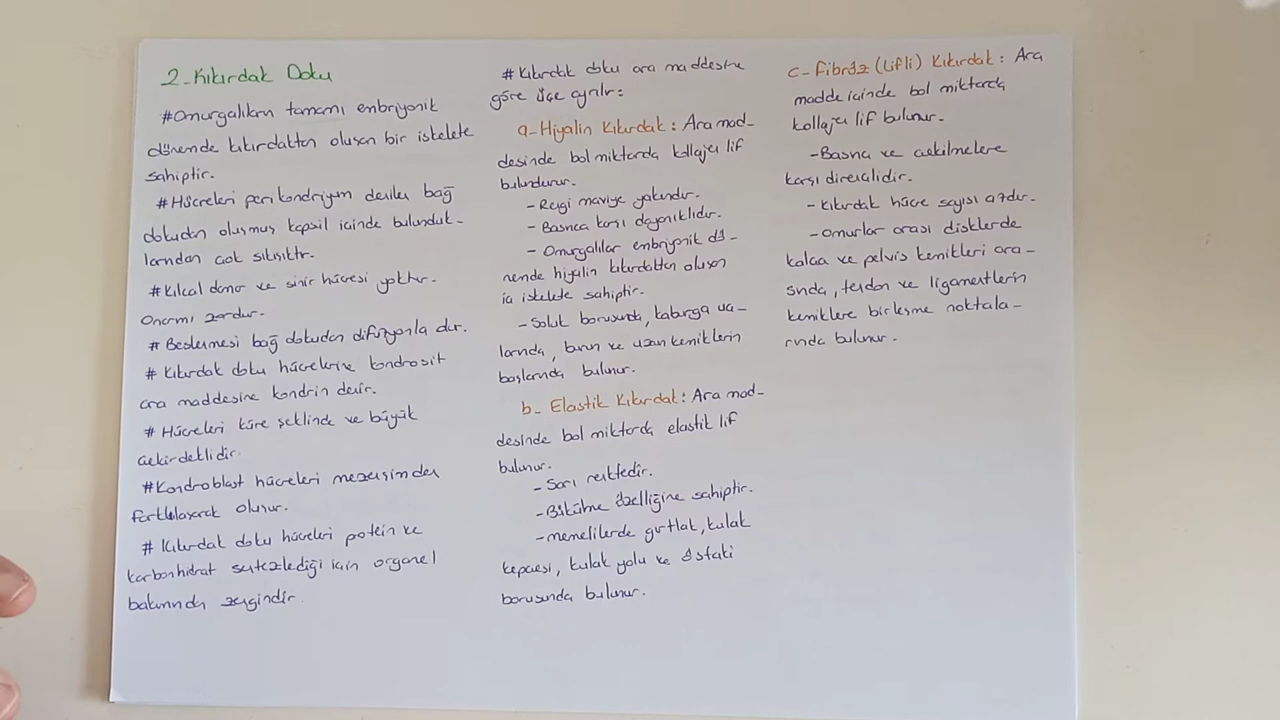 2-Kıkırdak Doku
#Omurgalıların tamamı embriyonik
dönemde kıkırdaktan oluşan bir iskelete
sahiptir.
#Hücreleri perikondriyum denilen bağ
dokudan oluşmuş kapsül içinde bulunduk-
larından çok sıkışıktır.
#Kılcal damar ve sinir hücresi yoktur.
Onarımı zordur.
# Beslenmesi bağ dokudan difüzyonla olur.
# Kıkırdak doku hücrelerine kondrosit
ara maddesine kondrin denir.
# Hücreleri küre şeklinde ve büyük
çekirdeklidir.
#Kondroblast hücreleri mezenşimden
farklılaşarak oluşur.
# Kıkırdak doku hücreleri protein ve
karbonhidrat sentezlediği için organel
bakımında zengindir.
# Kıkırdak doku ara maddesine
göre üçe ayrılır:
a-Hiyalin Kıkırdak: Ara mad-
desinde bol miktarda kollajen lif
bulundurur.
- Rengi maviye yakındır.
- Basınca karşı dayanıklıdır.
- Omurgalılar embriyonik dö-
nemde hiyalin kıkırdaktan oluşan
iç iskelete sahiptir.
- Soluk borusunda, kaburga uç-
larında, burun ve uzun kemiklerin
başlarında bulunur.
b- Elastik Kıkırdak: Ara mad-
desinde bol miktarda elastik lif
bulunur.
- Sarı renktedir.
-Bükülme özelliğine sahiptir.
-memelilerde gırtlak, kulak
kepçesi, kulak yolu ve östaki
borusunda bulunur.
c- Fibröz (Lifli) Kıkırdak: Ara
madde içinde bol miktarda
kollajen lif bulunur.
-Basınç ve çekilmelere
karşı dirençlidir.
- Kıkırdak hücre sayısı azdır.
-Omurlar arası disklerde
kalça ve pelvis kemikleri ara-
sında, tendon ve ligamentlerin
kemiklere birleşme noktala-
rında bulunur.